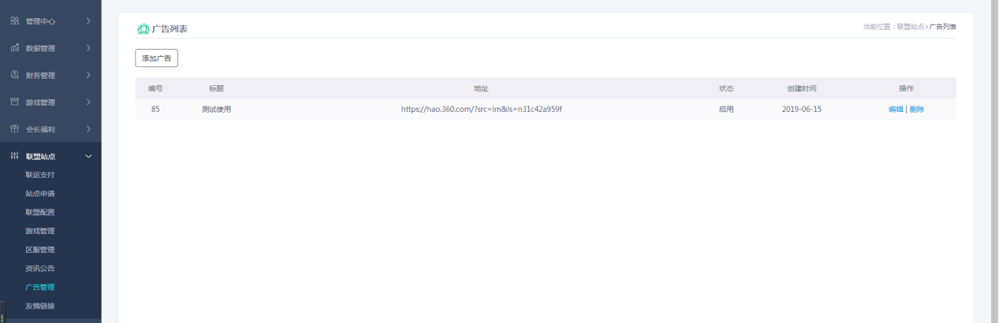 管理中心
数据管理
财务管理
游戏管理
会长福利
联盟站点
联运支付
站点申请
联盟配置
游戏管理
区服管理
资讯公告
广告管理
友情链接
广告列表
当前位置：联盟站点>广告列表
添加广告
编号 标题 地址 状态 创建时间 操作
85 测试使用 https://hao.360.com/?src=lm&ls=n31c42a959f 启用 2019-06-15 编辑 | 删除